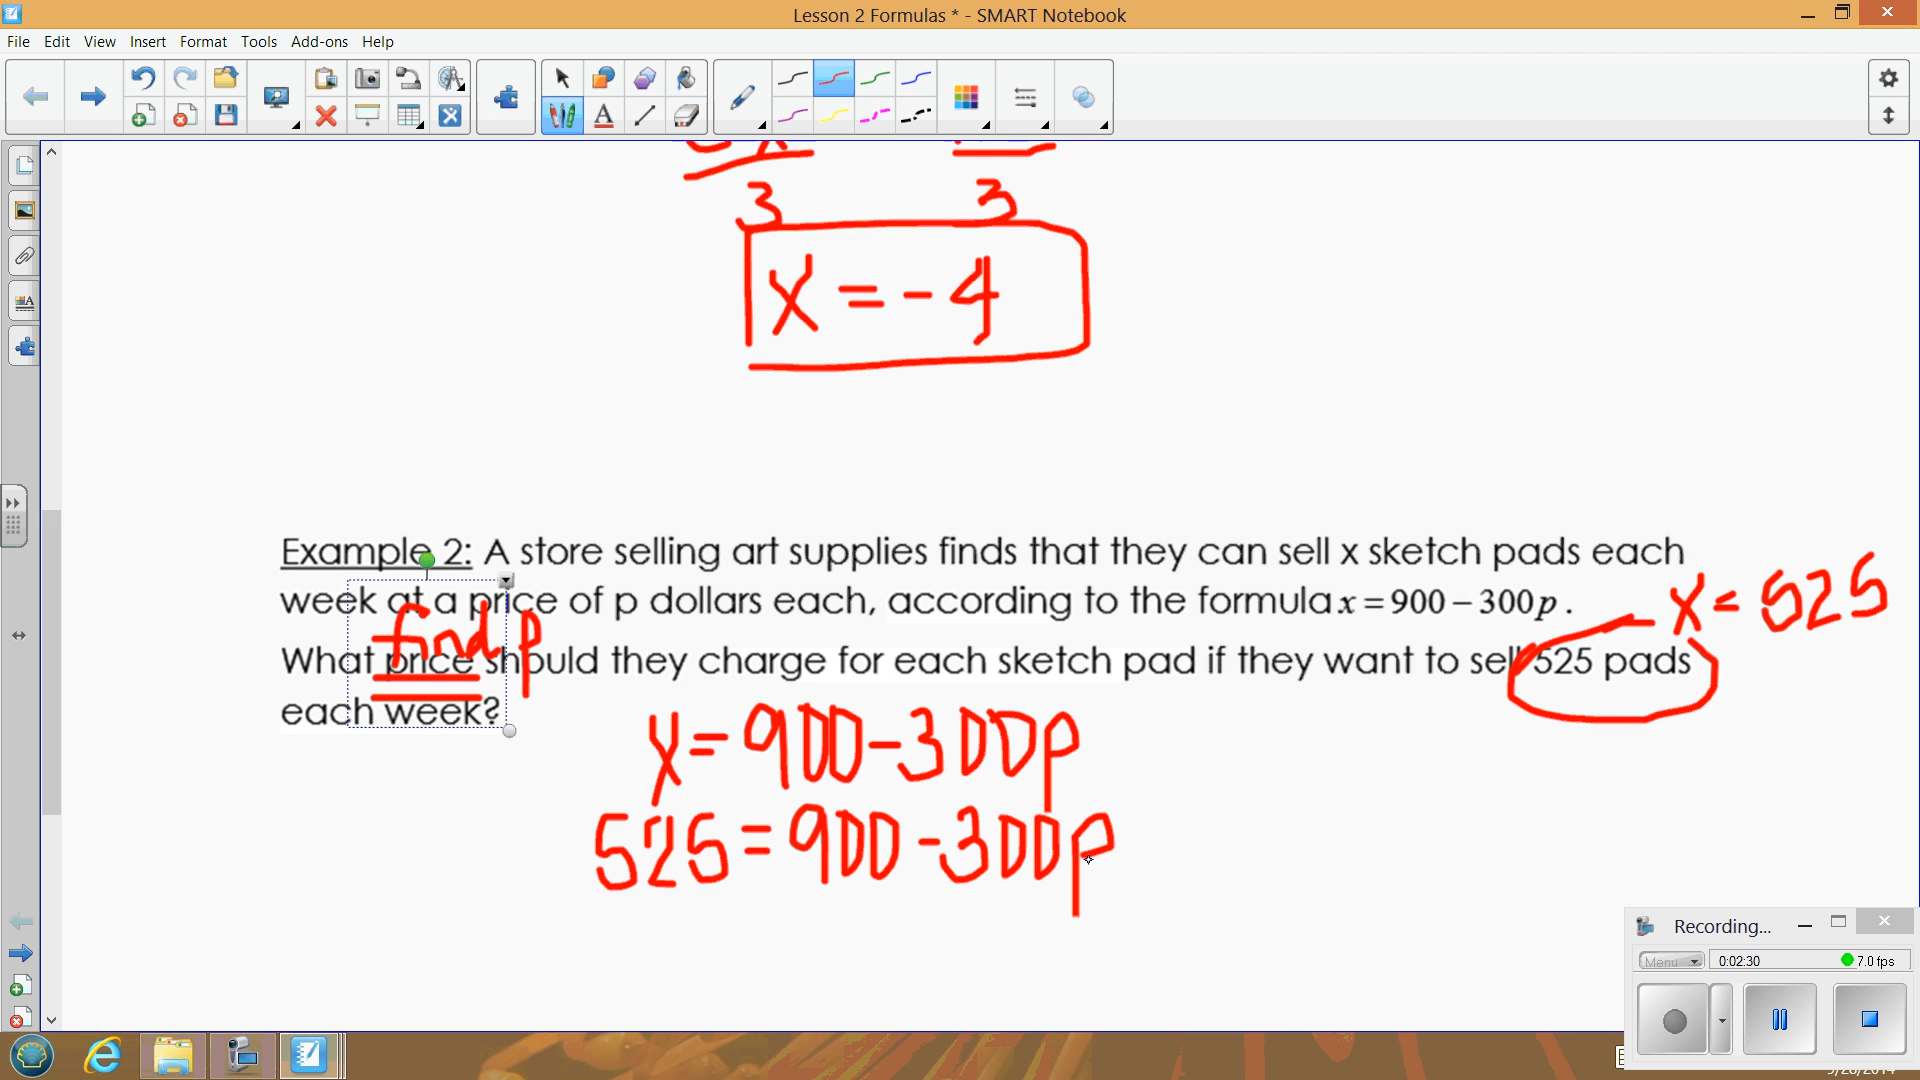 Lesson 2 Formulas * - SMART Notebook
File Edit View Insert Format Tools Add-ons Help
3 3
x = - 4
Example 2: A store selling art supplies finds that they can sell x sketch pads each
week at a price of p dollars each, according to the formula x = 900 – 300p .
x = 525
find p
What price should they charge for each sketch pad if they want to sell 525 pads
each week?
x = 900 - 300p
525 = 900 - 300p
Recording...
Menu 0:02:30 7.0 fps